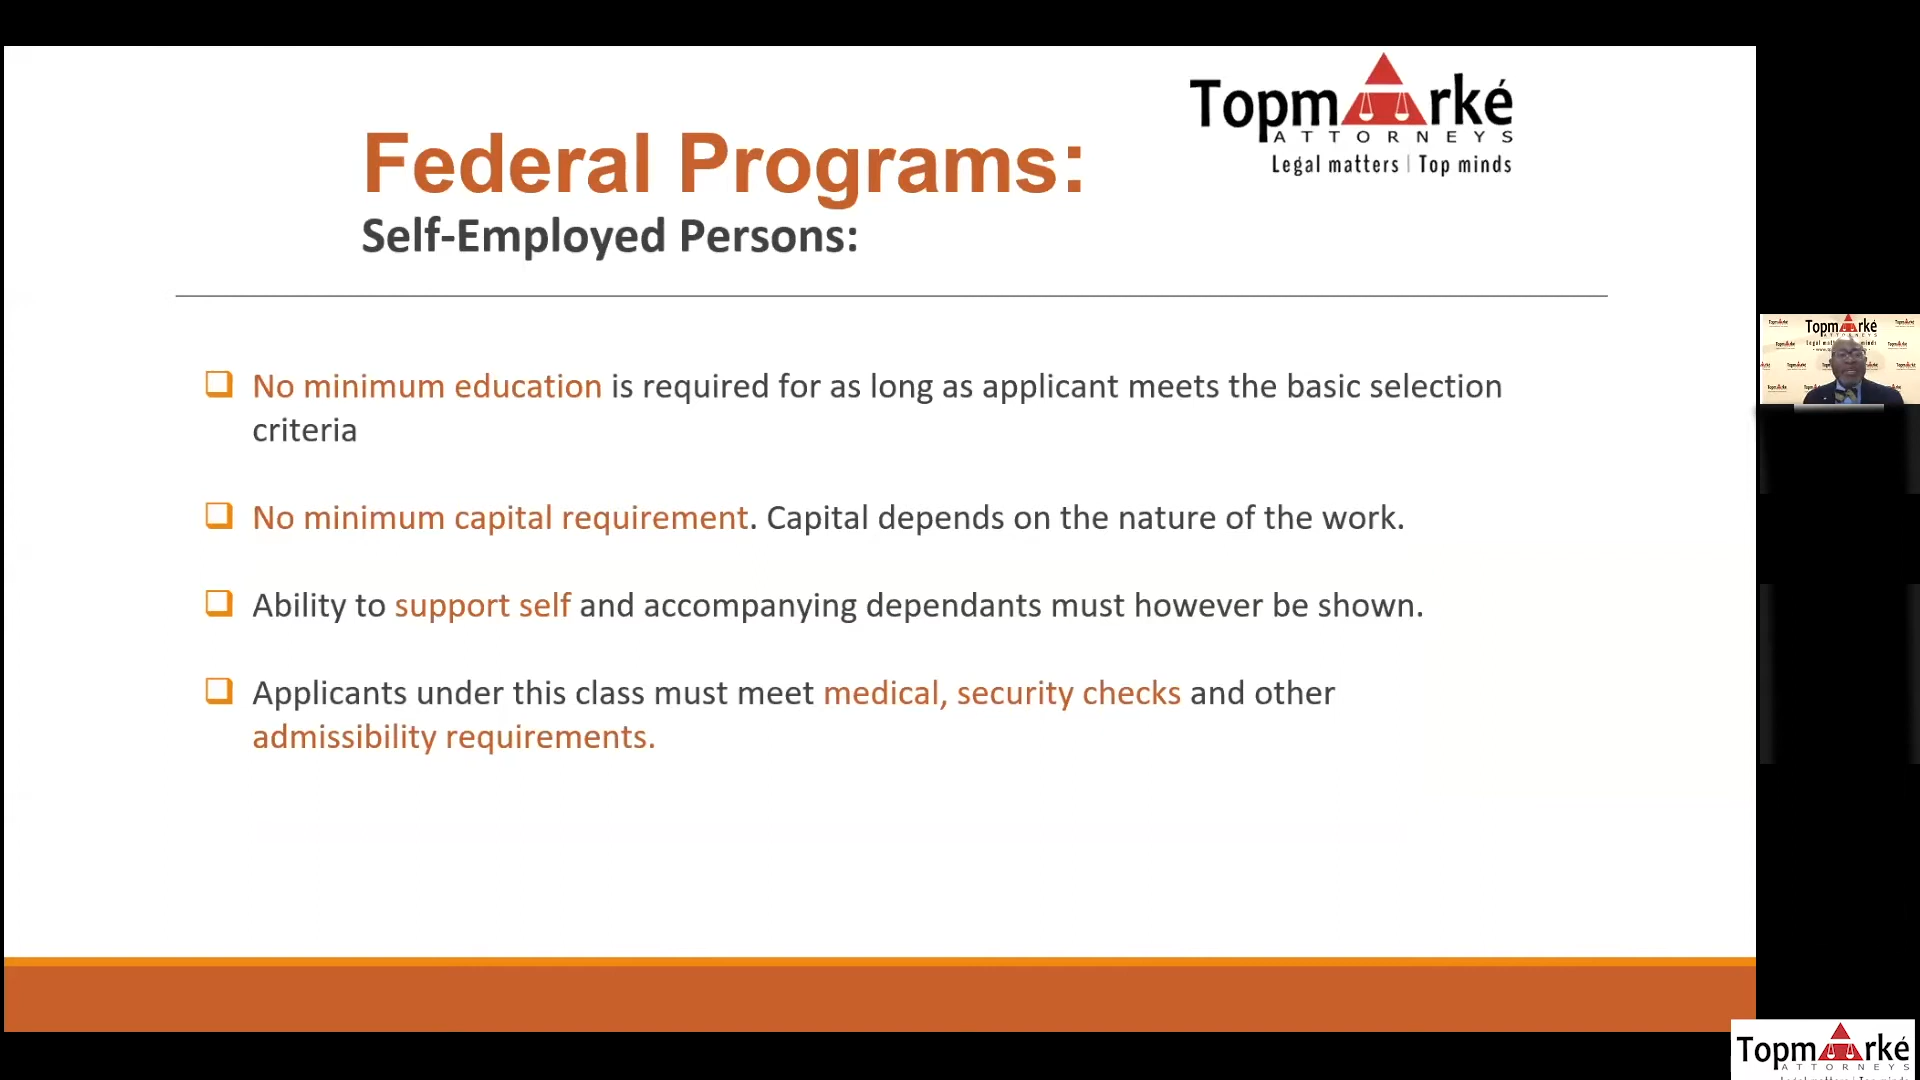 Topmarké
ATTORNEYS
Legal matters | Top minds
Federal Programs:
Self-Employed Persons:
No minimum education is required for as long as applicant meets the basic selection
criteria
No minimum capital requirement. Capital depends on the nature of the work.
Ability to support self and accompanying dependants must however be shown.
Applicants under this class must meet medical, security checks and other
admissibility requirements.
Topmarké
ATTORNEYS
Topmarké
ATTORNEYS